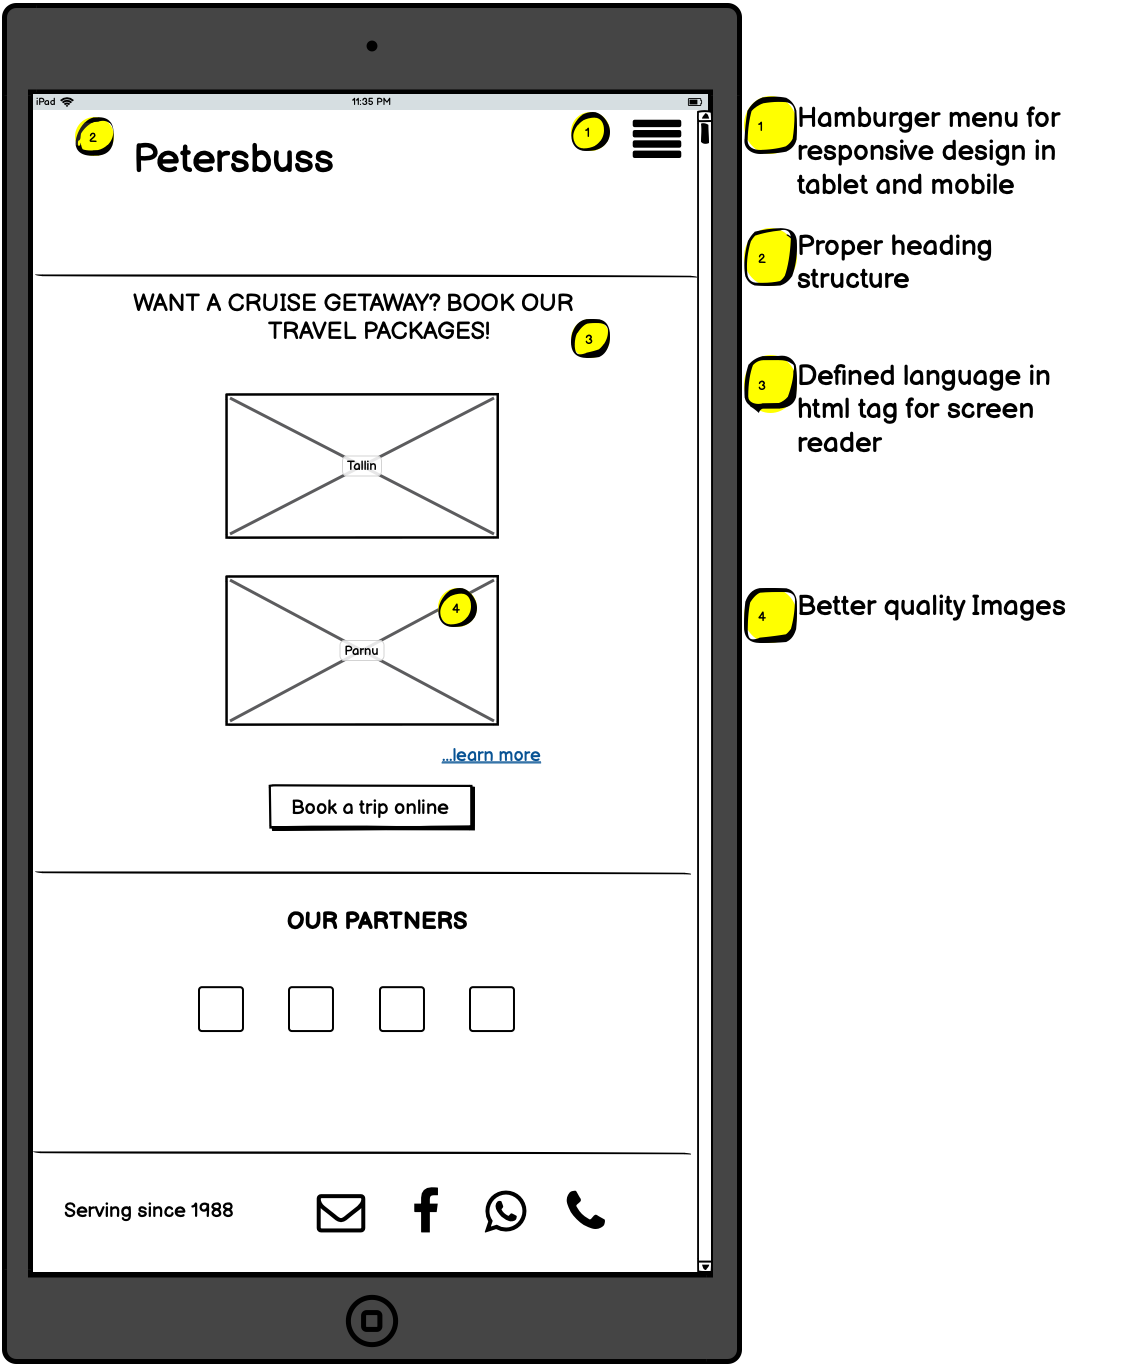 iPad
11:35 PM
2
1
Petersbuss
WANT A CRUISE GETAWAY? BOOK OUR
TRAVEL PACKAGES!
3
Tallin
4
Parnu
...learn more
Book a trip online
OUR PARTNERS
Serving since 1988
1
Hamburger menu for
responsive design in
tablet and mobile
2
Proper heading
structure
3
Defined language in
html tag for screen
reader
4
Better quality Images